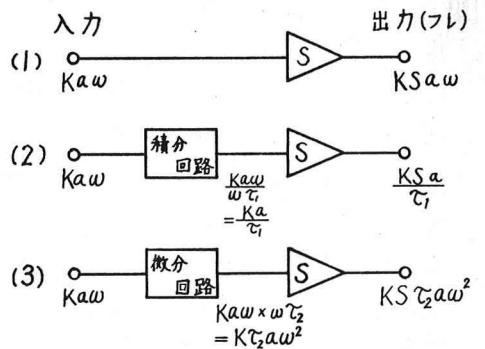 入力 出力(フレ)
(1) Kaω S KSaω
(2) Kaω 積分 回路 Kaω/ωτ₁ = Ka/τ₁ S KSa/τ₁
(3) Kaω 微分 回路 Kaω×ωτ₂ = Kτ₂aω² S KSτ₂aω²